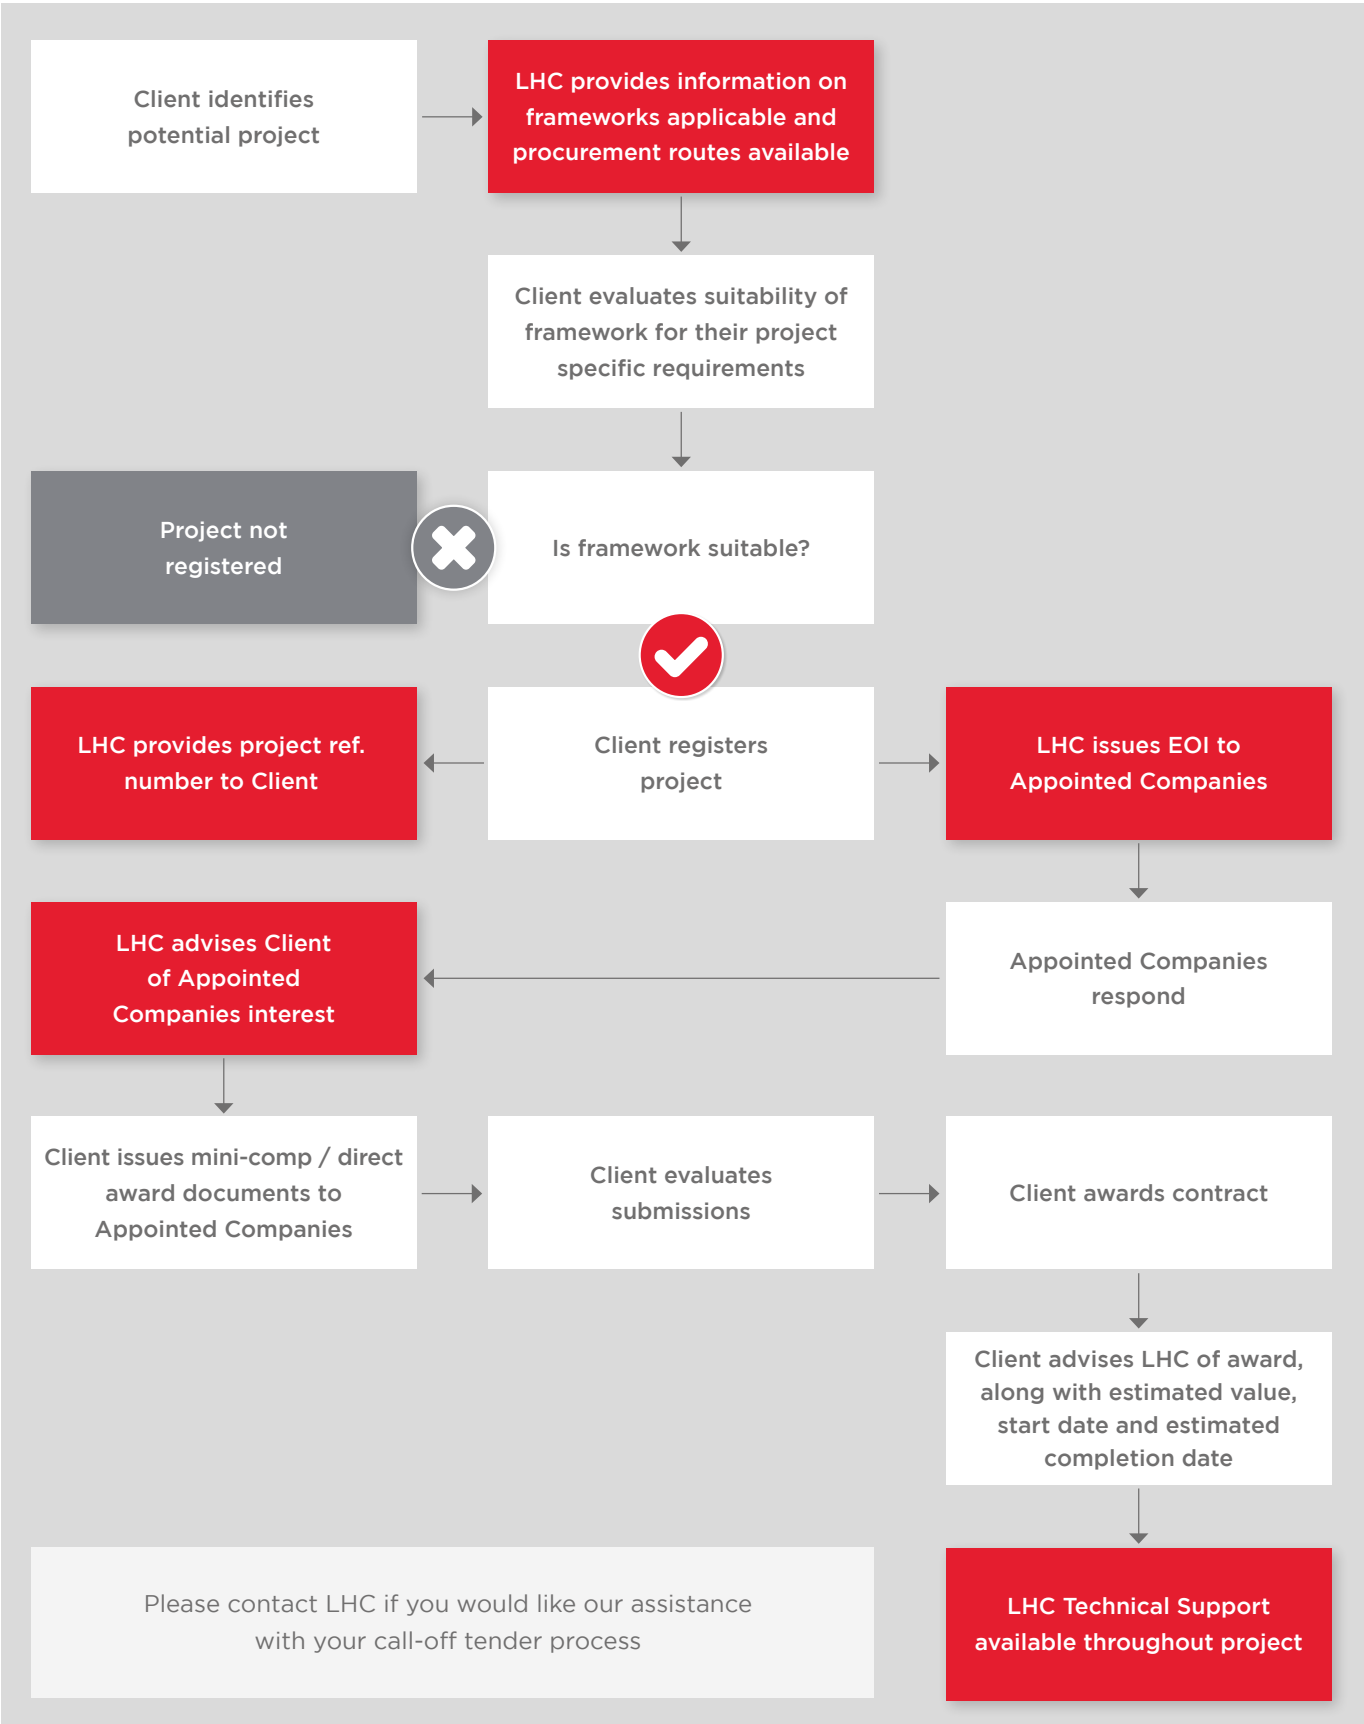 Client identifies
potential project
LHC provides information on
frameworks applicable and
procurement routes available
Client evaluates suitability of
framework for their project
specific requirements
Project not
registered
Is framework suitable?
LHC provides project ref.
number to Client
Client registers
project
LHC issues EOI to
Appointed Companies
LHC advises Client
of Appointed
Companies interest
Appointed Companies
respond
Client issues mini-comp / direct
award documents to
Appointed Companies
Client evaluates
submissions
Client awards contract
Client advises LHC of award,
along with estimated value,
start date and estimated
completion date
Please contact LHC if you would like our assistance
with your call-off tender process
LHC Technical Support
available throughout project